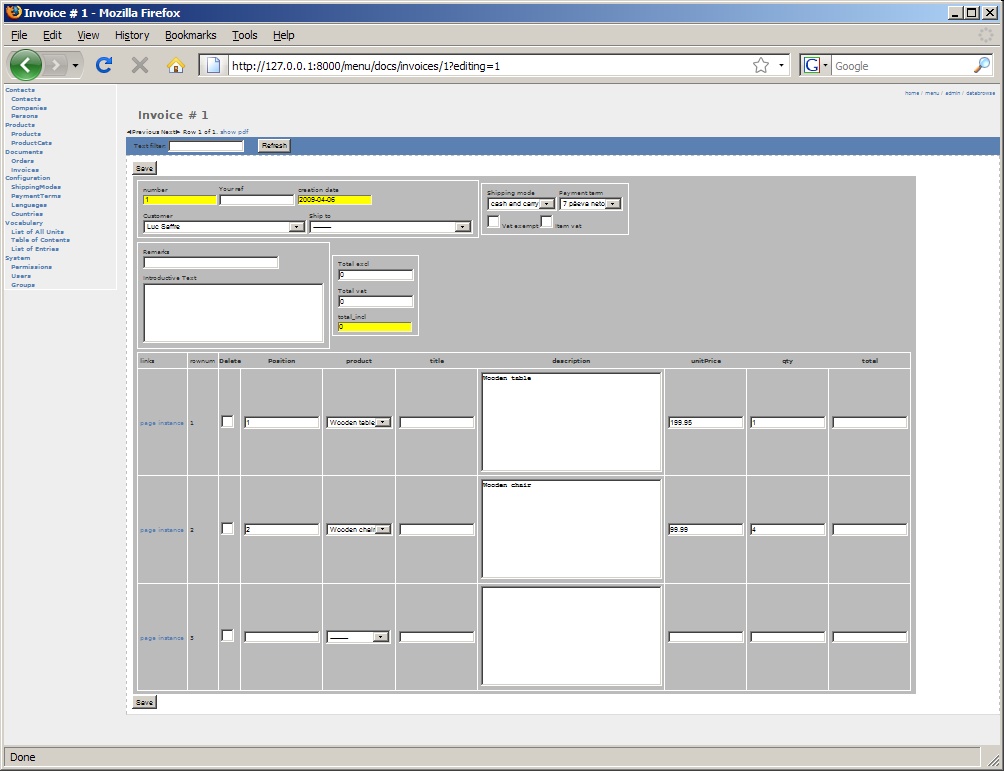 Invoice # 1 - Mozilla Firefox
File Edit View History Bookmarks Tools Help
http://127.0.0.1:8000/menu/docs/invoices/1?editing=1
G Google
home / menu / admin / databrowse
Contacts
Contacts
Companies
Persons
Products
Products
ProductCats
Documents
Orders
Invoices
Configuration
ShippingModes
PaymentTerms
Languages
Countries
Vocabulary
List of All Units
Table of Contents
List of Entries
System
Permissions
Users
Groups
Invoice # 1
◄Previous Next► Row 1 of 1. show pdf
Text filter: Refresh
Save
number Your ref creation date
1 2009-04-06
Customer Ship to
Luc Saffre ------
Shipping mode Payment term
cash and carry 7 päeva neto
Vat exempt Item vat
Remarks
Introductive Text
Total excl
0
Total vat
0
total_incl
0
links rownum Delete Position product title description unitPrice qty total
page instance 1 1 Wooden table Wooden table 199.95 1
page instance 2 2 Wooden chair Wooden chair 99.99 4
page instance 3 ------
Save
Done